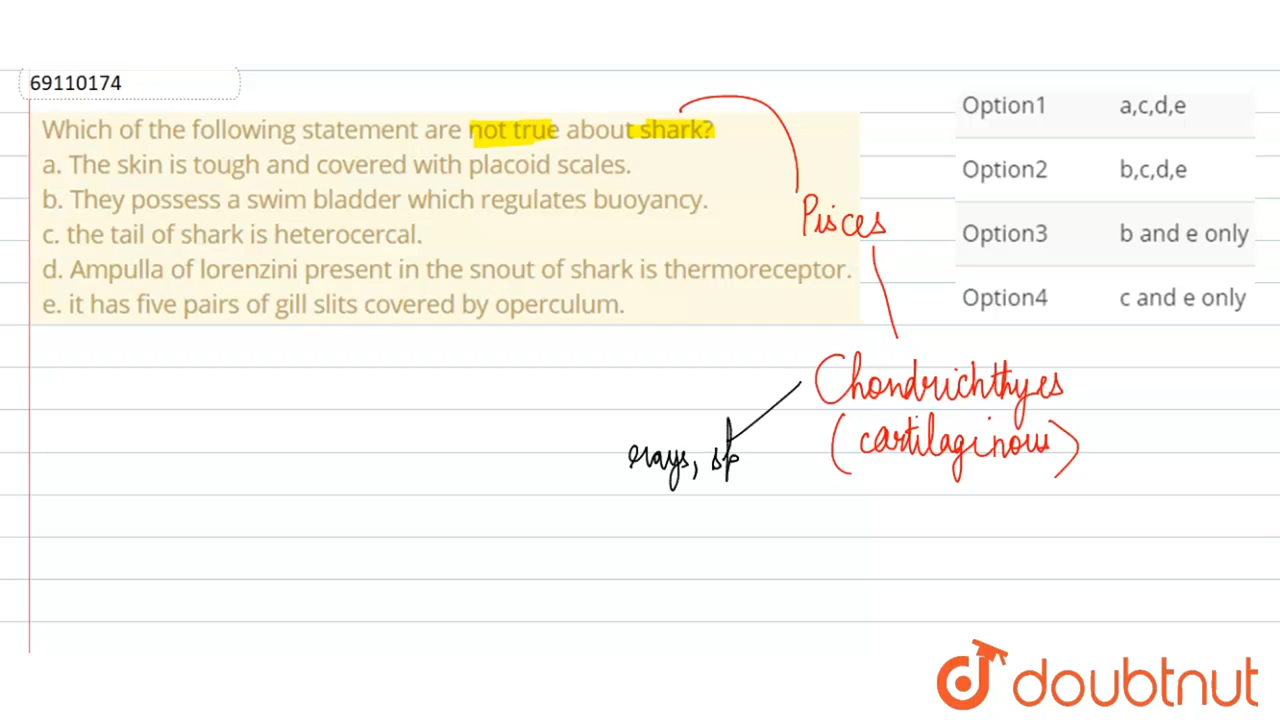 69110174
Which of the following statement are not true about shark?
a. The skin is tough and covered with placoid scales.
b. They possess a swim bladder which regulates buoyancy.
c. the tail of shark is heterocercal.
d. Ampulla of lorenzini present in the snout of shark is thermoreceptor.
e. it has five pairs of gill slits covered by operculum.
Option1 a,c,d,e
Option2 b,c,d,e
Option3 b and e only
Option4 c and e only
Pisces
Chondrichthyes
(cartilaginous)
rays, sp
doubtnut